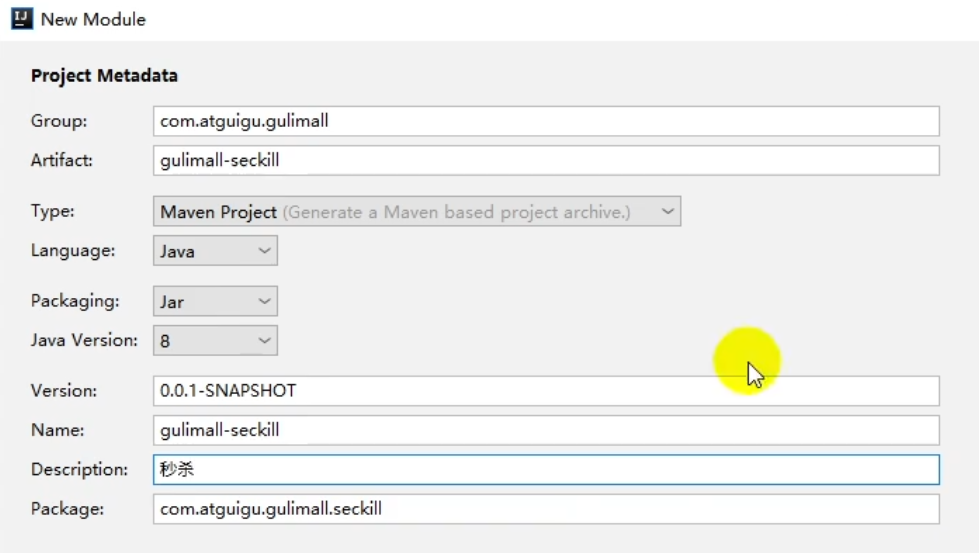 New Module
Project Metadata
Group: com.atguigu.gulimall
Artifact: gulimall-seckill
Type: Maven Project (Generate a Maven based project archive.)
Language: Java
Packaging: Jar
Java Version: 8
Version: 0.0.1-SNAPSHOT
Name: gulimall-seckill
Description: 秒杀
Package: com.atguigu.gulimall.seckill